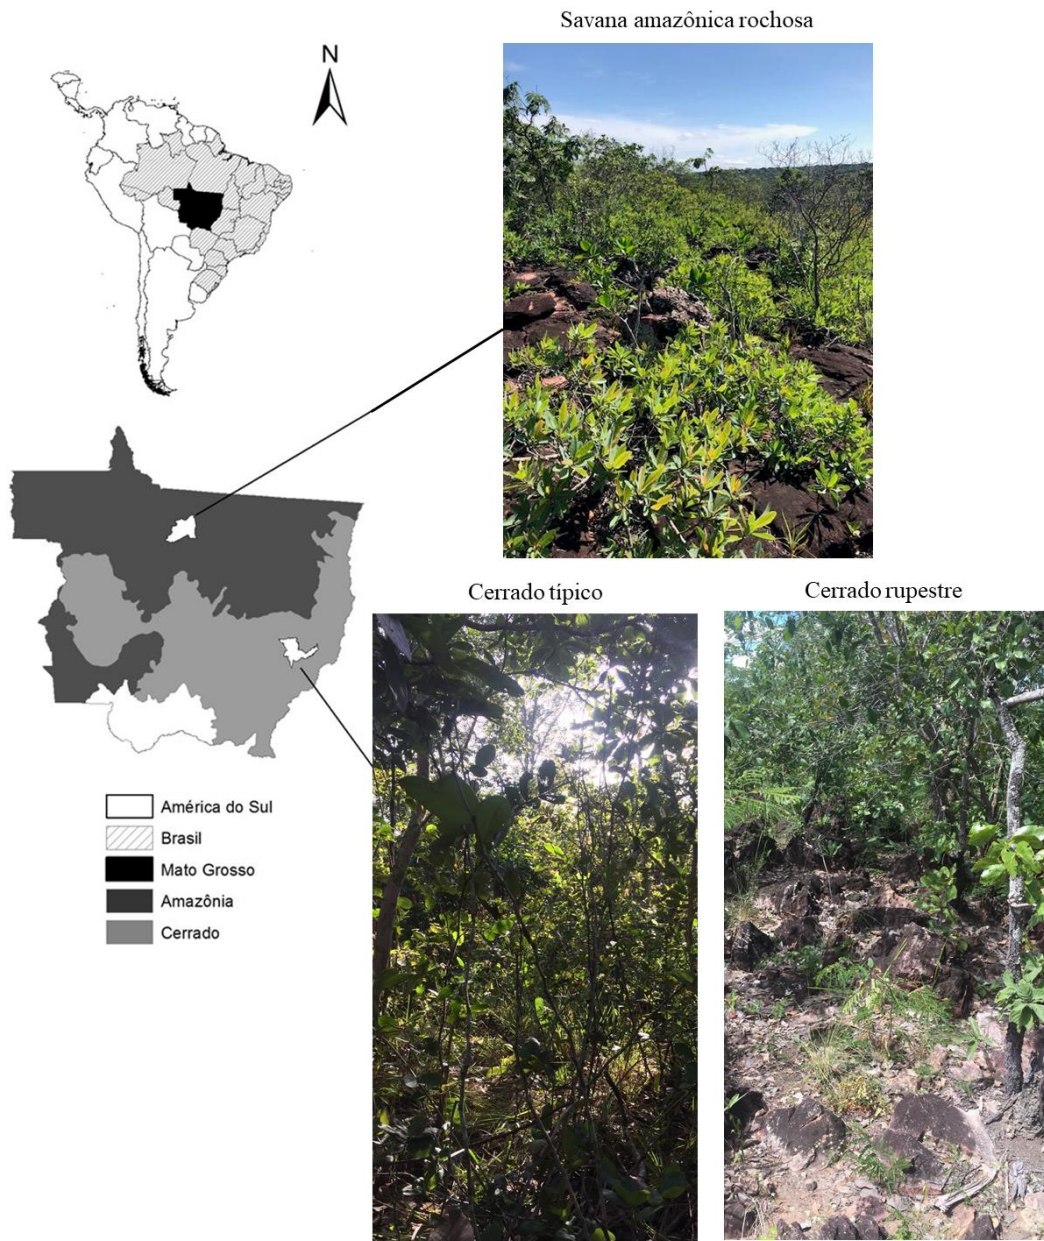 Savana amazônica rochosa
N
Cerrado típico
Cerrado rupestre
América do Sul
Brasil
Mato Grosso
Amazônia
Cerrado